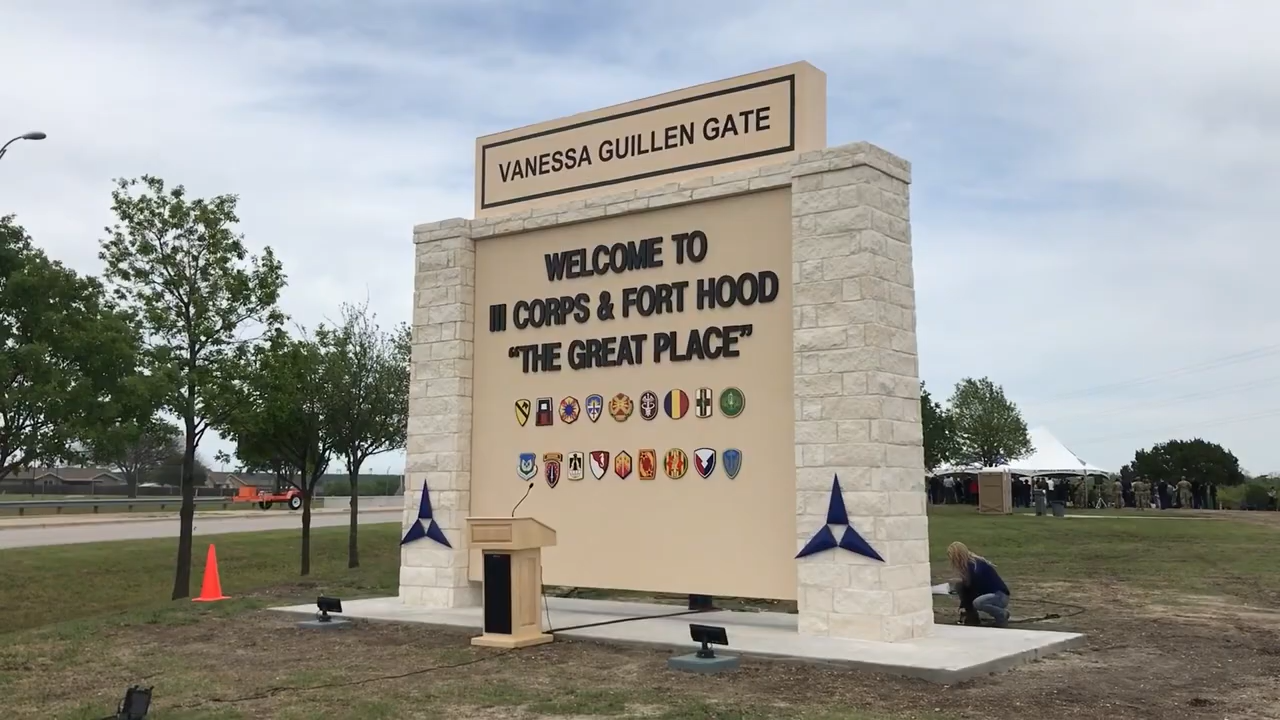 VANESSA GUILLEN GATE
WELCOME TO
III CORPS & FORT HOOD
“THE GREAT PLACE”